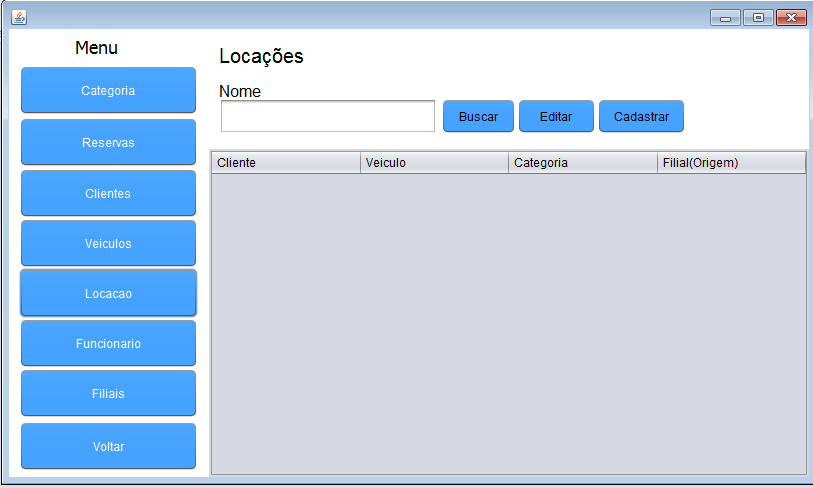 Menu
Categoria
Reservas
Clientes
Veiculos
Locacao
Funcionario
Filiais
Voltar
Locações
Nome
Buscar Editar Cadastrar
Cliente Veiculo Categoria Filial(Origem)